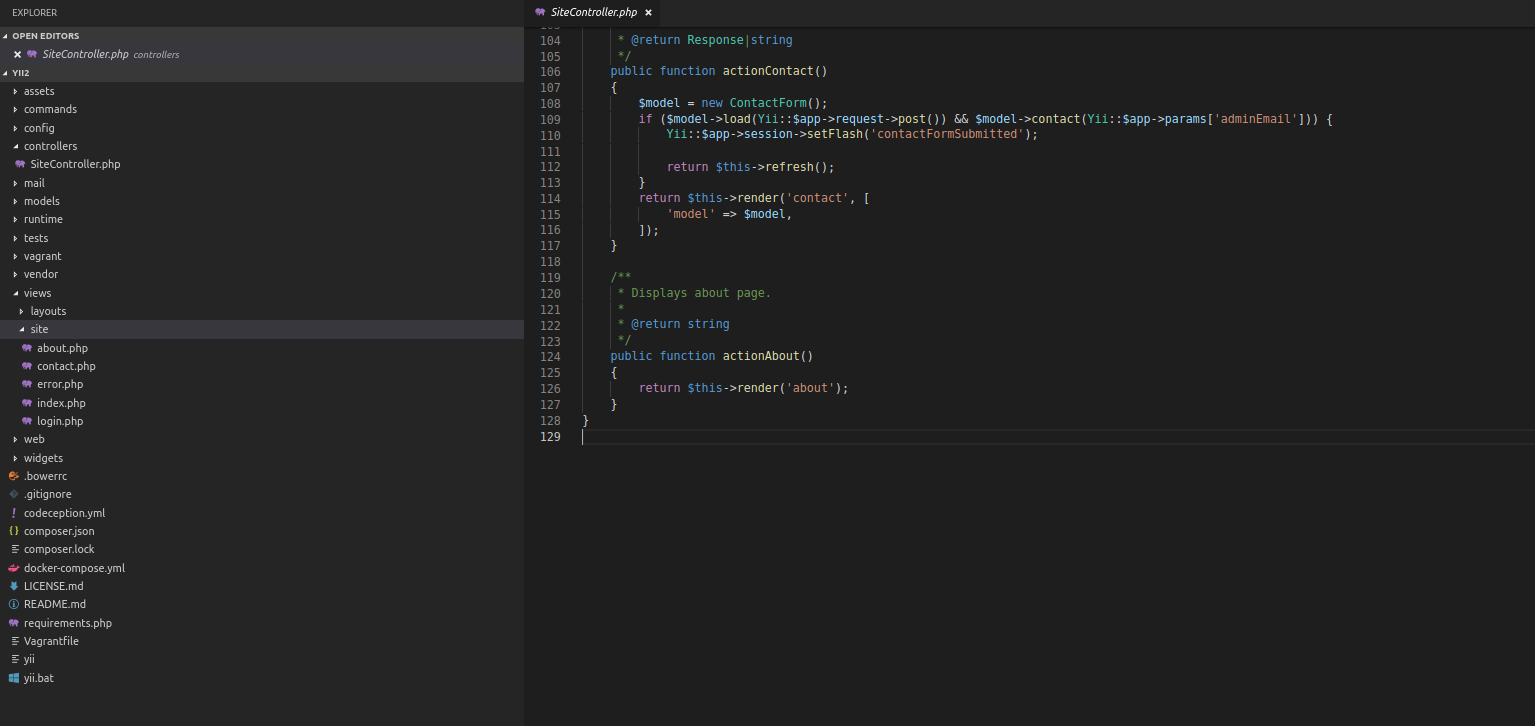 EXPLORER
OPEN EDITORS
SiteController.php controllers
YII2
assets
commands
config
controllers
SiteController.php
mail
models
runtime
tests
vagrant
vendor
views
layouts
site
about.php
contact.php
error.php
index.php
login.php
web
widgets
.bowerrc
.gitignore
codeception.yml
composer.json
composer.lock
docker-compose.yml
LICENSE.md
README.md
requirements.php
Vagrantfile
yii
yii.bat
SiteController.php
104      * @return Response|string
105      */
106     public function actionContact()
107     {
108         $model = new ContactForm();
109         if ($model->load(Yii::$app->request->post()) && $model->contact(Yii::$app->params['adminEmail'])) {
110             Yii::$app->session->setFlash('contactFormSubmitted');
111
112             return $this->refresh();
113         }
114         return $this->render('contact', [
115             'model' => $model,
116         ]);
117     }
118
119     /**
120      * Displays about page.
121      *
122      * @return string
123      */
124     public function actionAbout()
125     {
126         return $this->render('about');
127     }
128 }
129